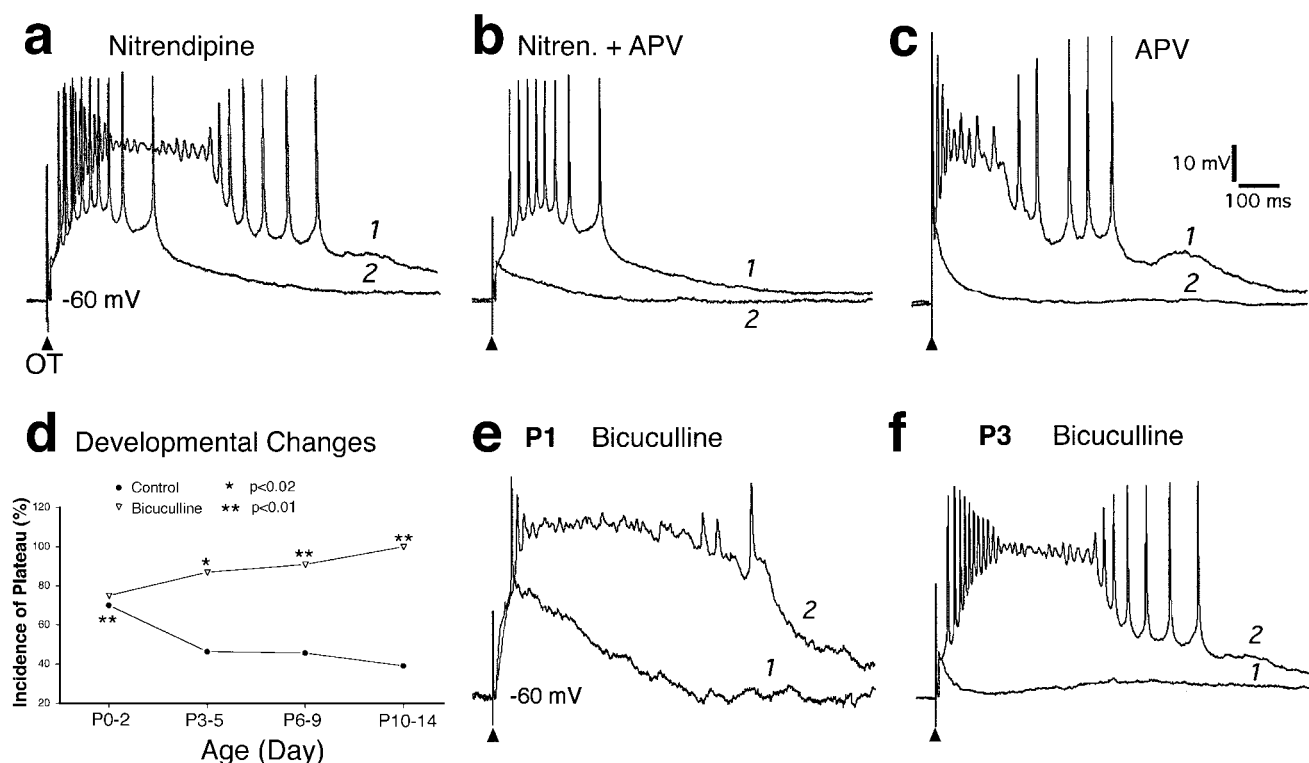 a Nitrendipine
1
2
-60 mV
OT
b Nitren. + APV
1
2
c APV
10 mV
100 ms
1
2
d Developmental Changes
Control * p<0.02
Bicuculline ** p<0.01
Incidence of Plateau (%)
120
100
80
60
40
20
**
*
**
**
P0-2 P3-5 P6-9 P10-14
Age (Day)
e P1 Bicuculline
2
1
-60 mV
f P3 Bicuculline
2
1